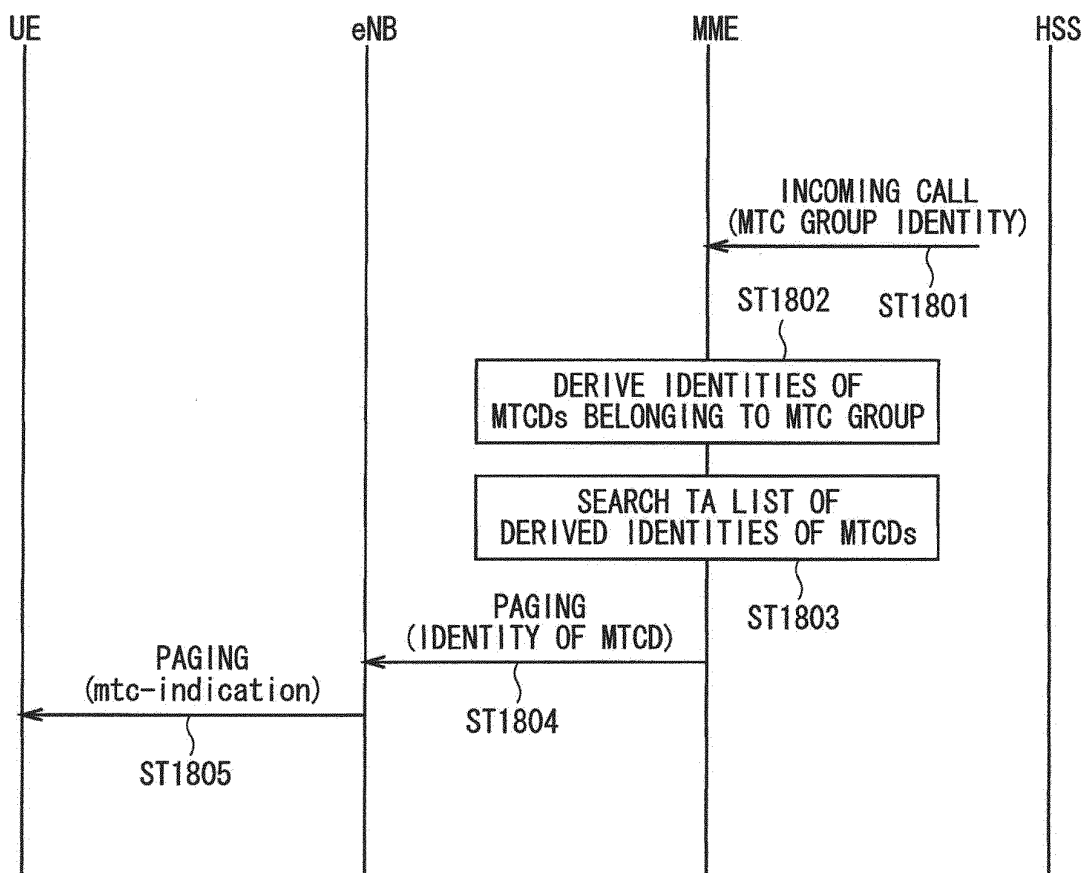 UE
eNB
MME
HSS
INCOMING CALL
(MTC GROUP IDENTITY)
ST1802
ST1801
DERIVE IDENTITIES OF
MTCDs BELONGING TO MTC GROUP
SEARCH TA LIST OF
DERIVED IDENTITIES OF MTCDs
PAGING
(IDENTITY OF MTCD)
ST1803
PAGING
(mtc-indication)
ST1804
ST1805